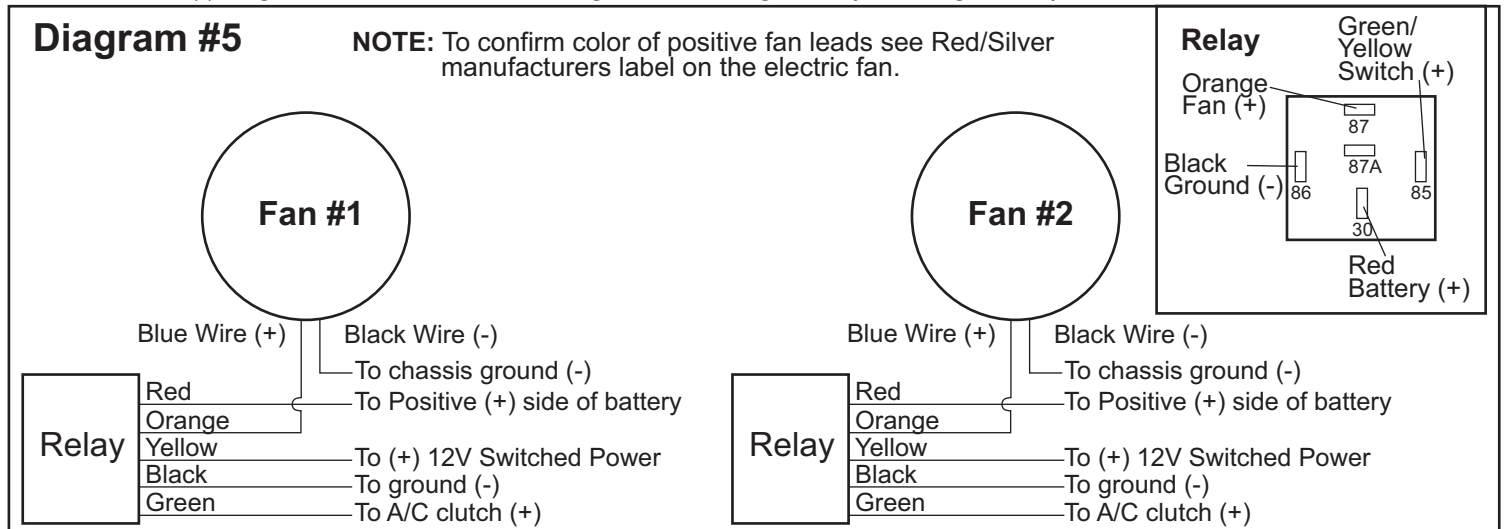 Diagram #5
NOTE: To confirm color of positive fan leads see Red/Silver
manufacturers label on the electric fan.
Relay
Green/
Yellow
Switch (+)
Orange
Fan (+)
87
87A
Black
Ground (-)
86
85
30
Red
Battery (+)
Fan #1
Blue Wire (+)
Black Wire (-)
To chassis ground (-)
Relay
Red
To Positive (+) side of battery
Orange
Yellow
To (+) 12V Switched Power
Black
To ground (-)
Green
To A/C clutch (+)
Fan #2
Blue Wire (+)
Black Wire (-)
To chassis ground (-)
Relay
Red
To Positive (+) side of battery
Orange
Yellow
To (+) 12V Switched Power
Black
To ground (-)
Green
To A/C clutch (+)